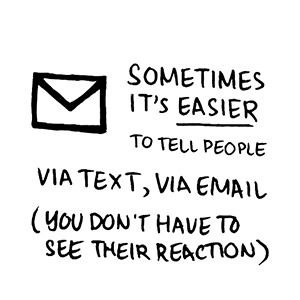 SOMETIMES
IT'S EASIER
TO TELL PEOPLE
VIA TEXT, VIA EMAIL
(YOU DON'T HAVE TO
SEE THEIR REACTION)